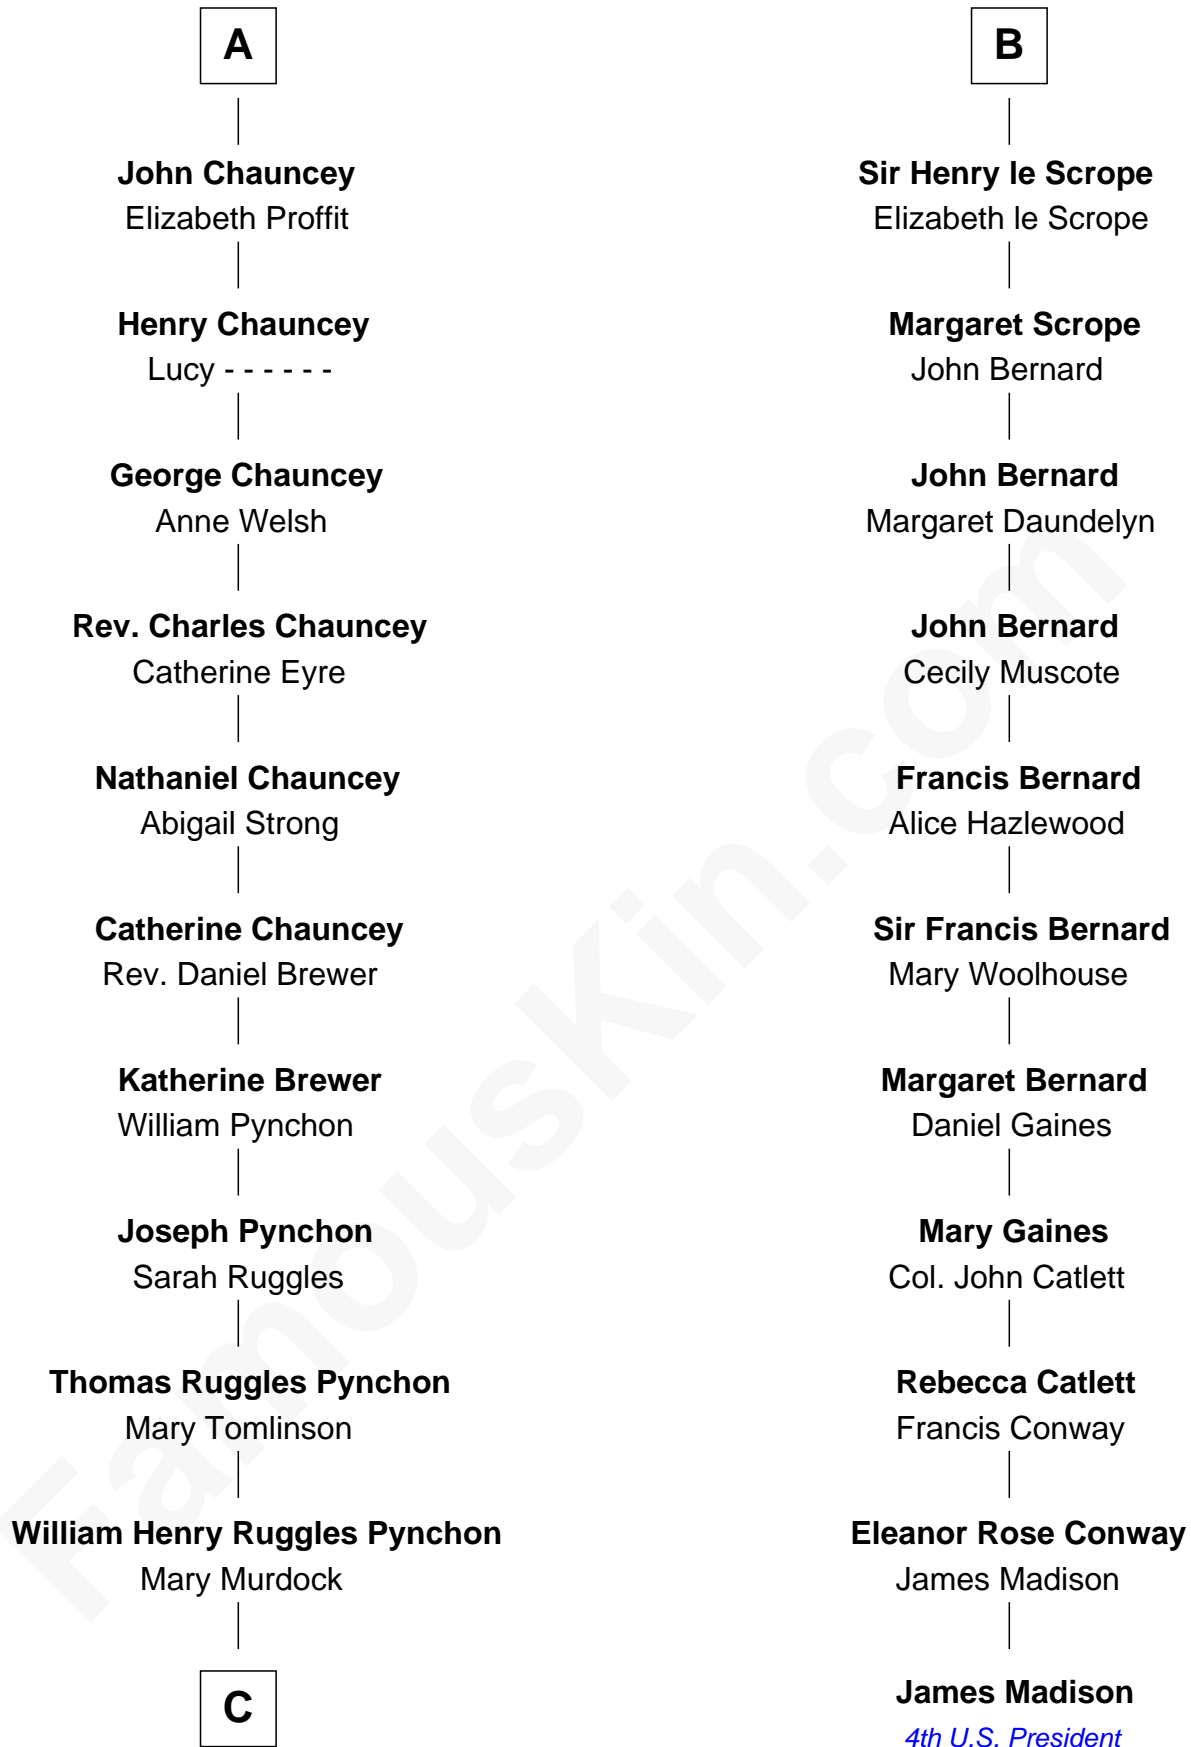 A
John Chauncey
Elizabeth Proffit
Henry Chauncey
Lucy - - - - - -
George Chauncey
Anne Welsh
Rev. Charles Chauncey
Catherine Eyre
Nathaniel Chauncey
Abigail Strong
Catherine Chauncey
Rev. Daniel Brewer
Katherine Brewer
William Pynchon
Joseph Pynchon
Sarah Ruggles
Thomas Ruggles Pynchon
Mary Tomlinson
William Henry Ruggles Pynchon
Mary Murdock
C
B
Sir Henry le Scrope
Elizabeth le Scrope
Margaret Scrope
John Bernard
John Bernard
Margaret Daundelyn
John Bernard
Cecily Muscote
Francis Bernard
Alice Hazlewood
Sir Francis Bernard
Mary Woolhouse
Margaret Bernard
Daniel Gaines
Mary Gaines
Col. John Catlett
Rebecca Catlett
Francis Conway
Eleanor Rose Conway
James Madison
James Madison
4th U.S. President
FamousKin.com